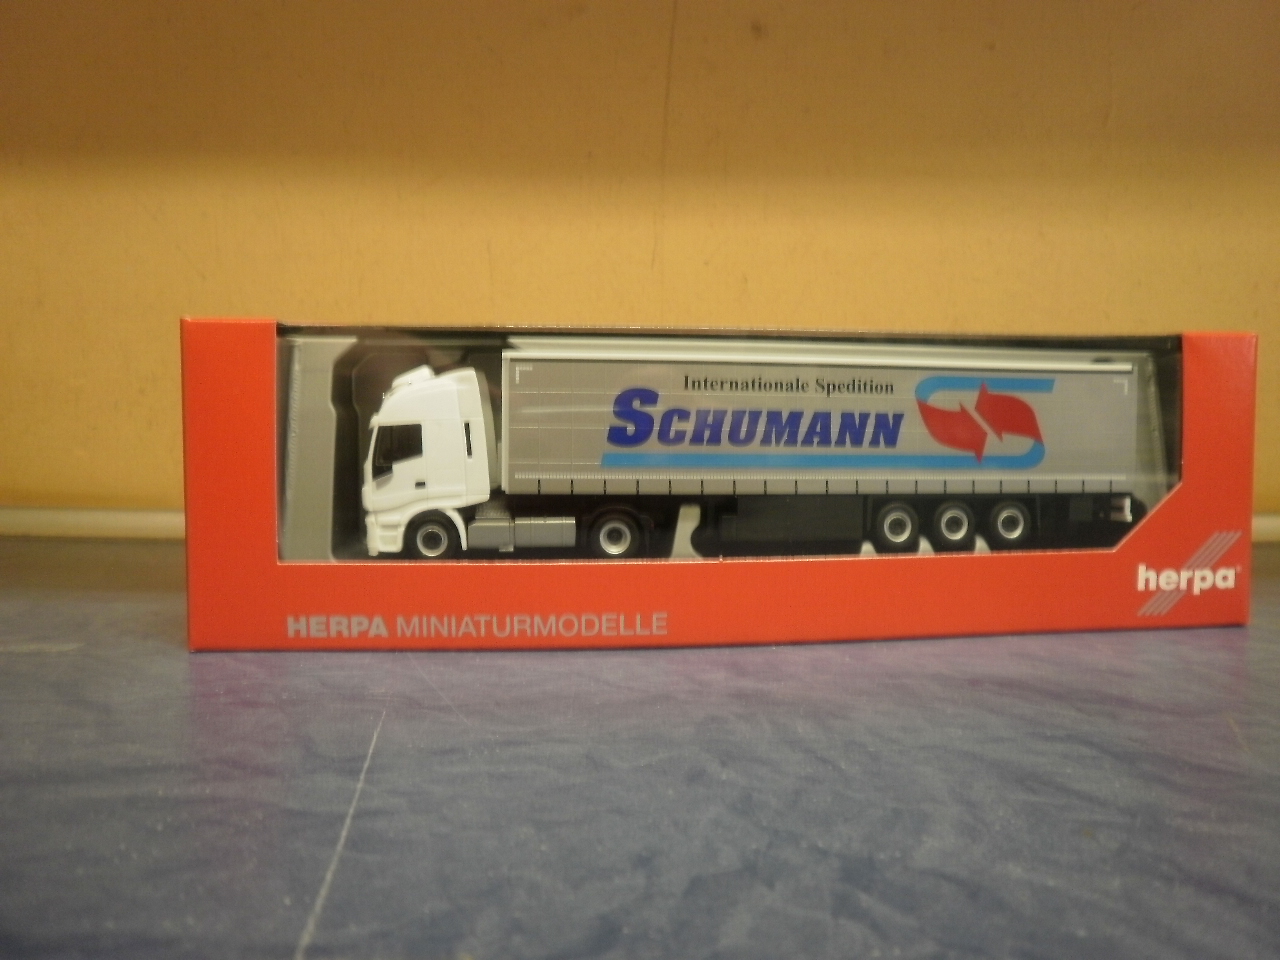 Internationale Spedition
SCHUMANN
herpa
HERPA MINIATURMODELLE